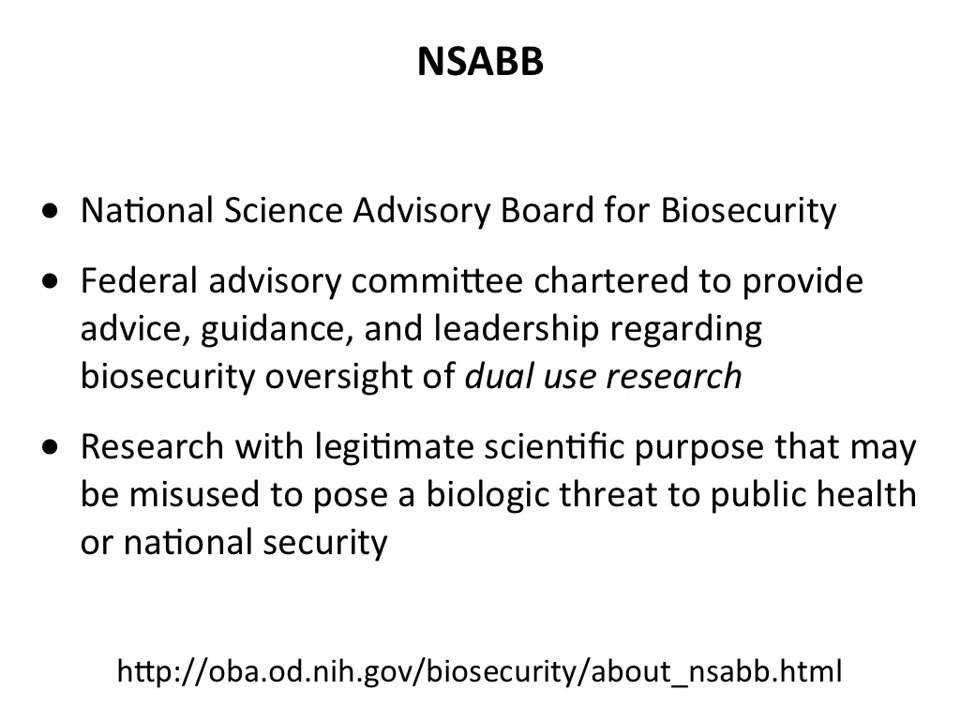 NSABB
• National Science Advisory Board for Biosecurity
• Federal advisory committee chartered to provide
advice, guidance, and leadership regarding
biosecurity oversight of dual use research
• Research with legitimate scientific purpose that may
be misused to pose a biologic threat to public health
or national security
http://oba.od.nih.gov/biosecurity/about_nsabb.html